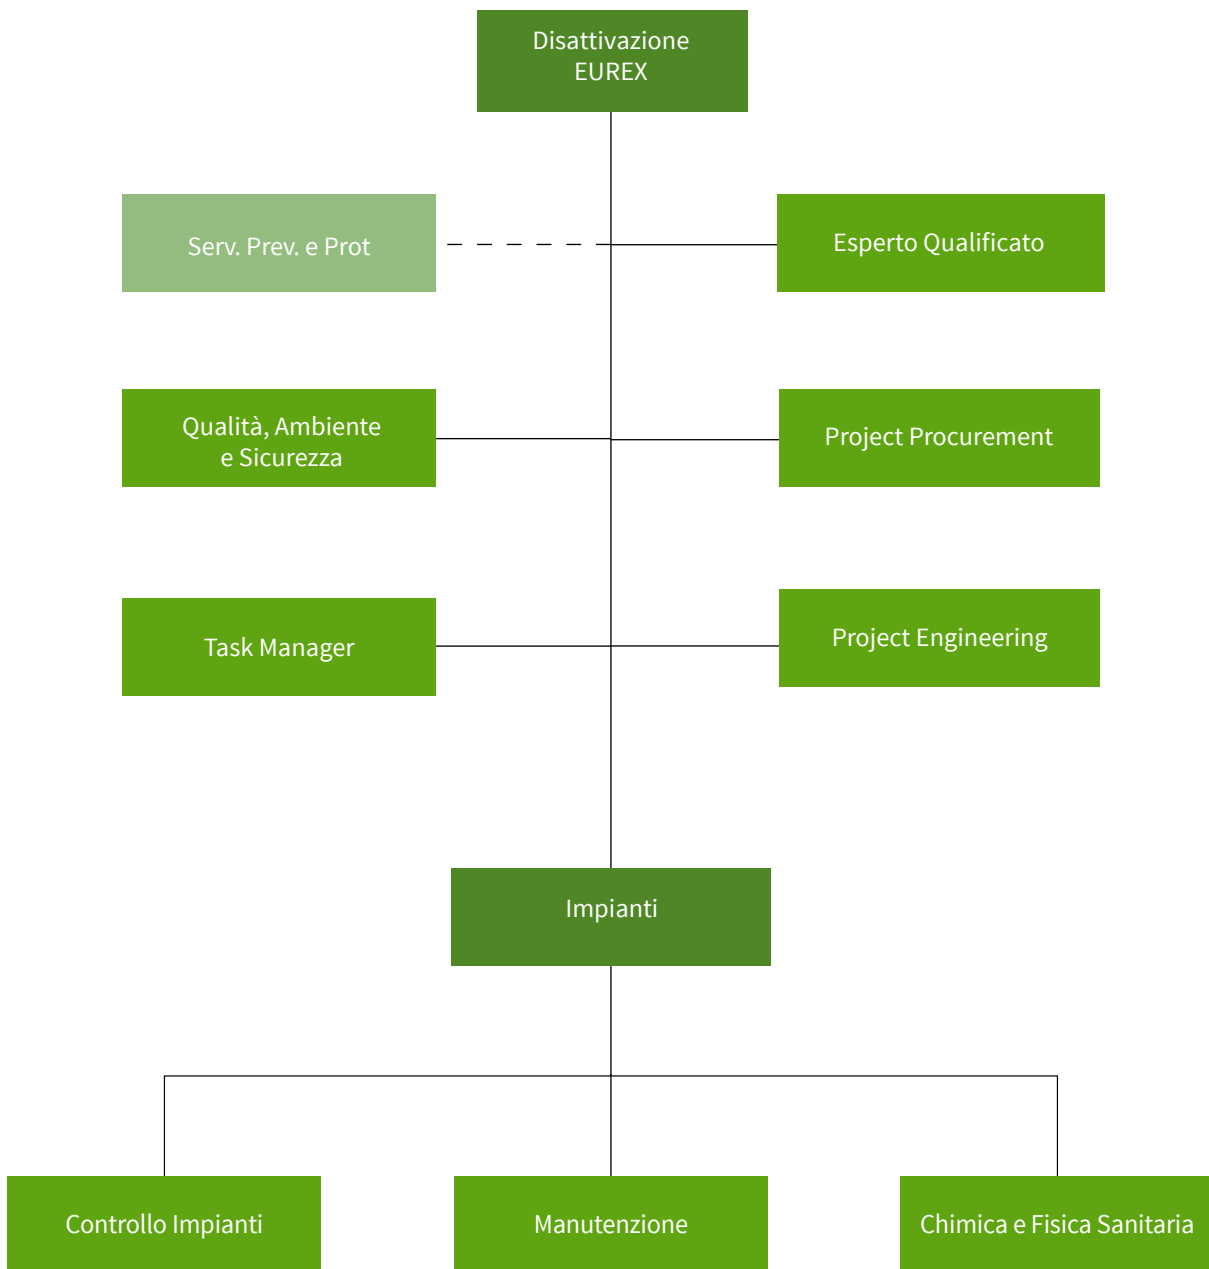 Disattivazione
EUREX
Serv. Prev. e Prot
Esperto Qualificato
Qualità, Ambiente
e Sicurezza
Project Procurement
Task Manager
Project Engineering
Impianti
Controllo Impianti
Manutenzione
Chimica e Fisica Sanitaria